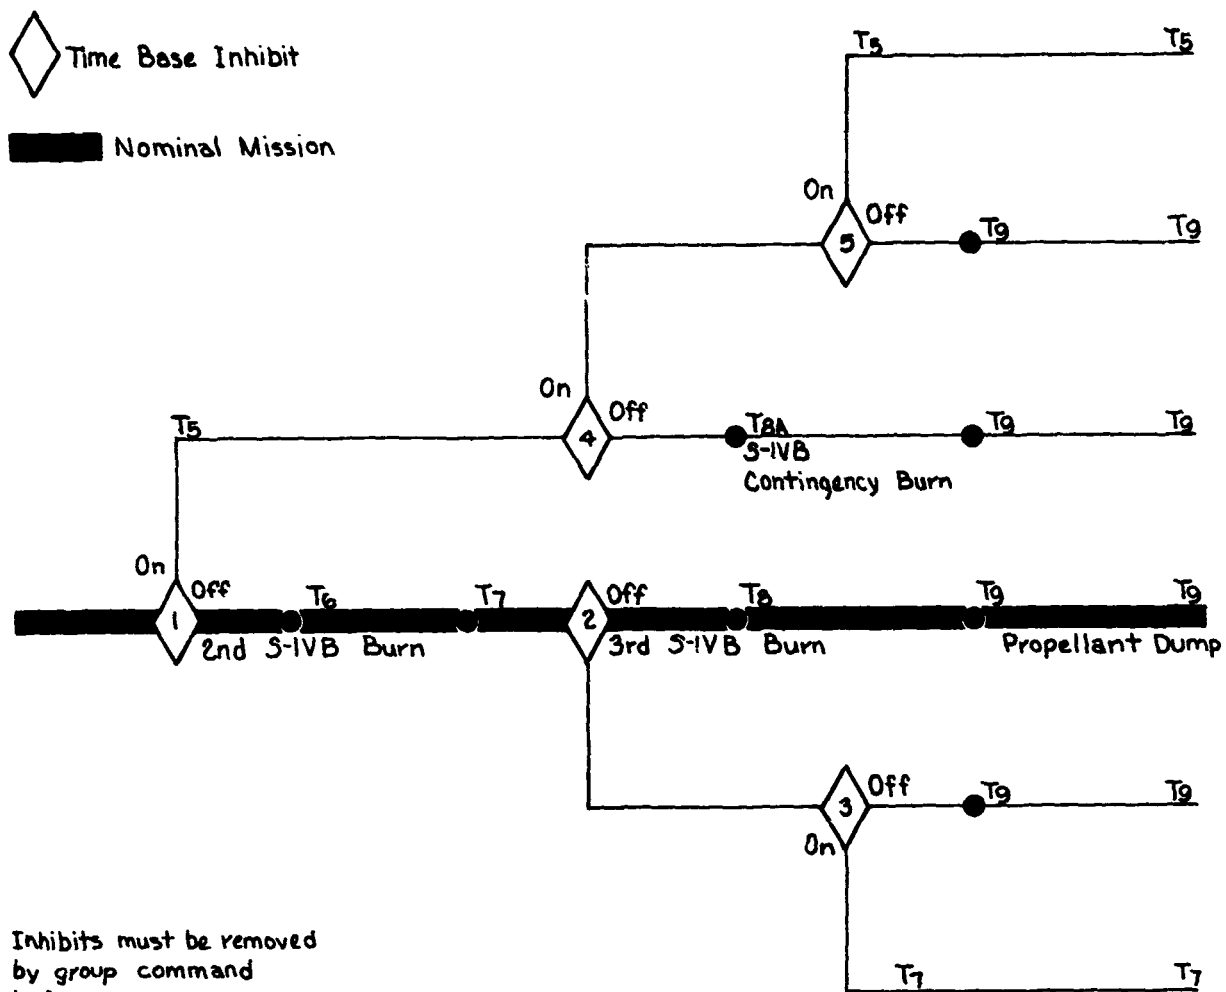 Time Base Inhibit
Nominal Mission
T5 T5
On
Off
5
T9 T9
On
Off
4
T8A
S-IVB
Contingency Burn
T9 T9
T5
On
Off
1
T6
T7
2nd S-IVB Burn
Off
2
T8
3rd S-IVB Burn
T9 T9
Propellant Dump
Off
3
On
T9 T9
T7 T7
Inhibits must be removed
by group command